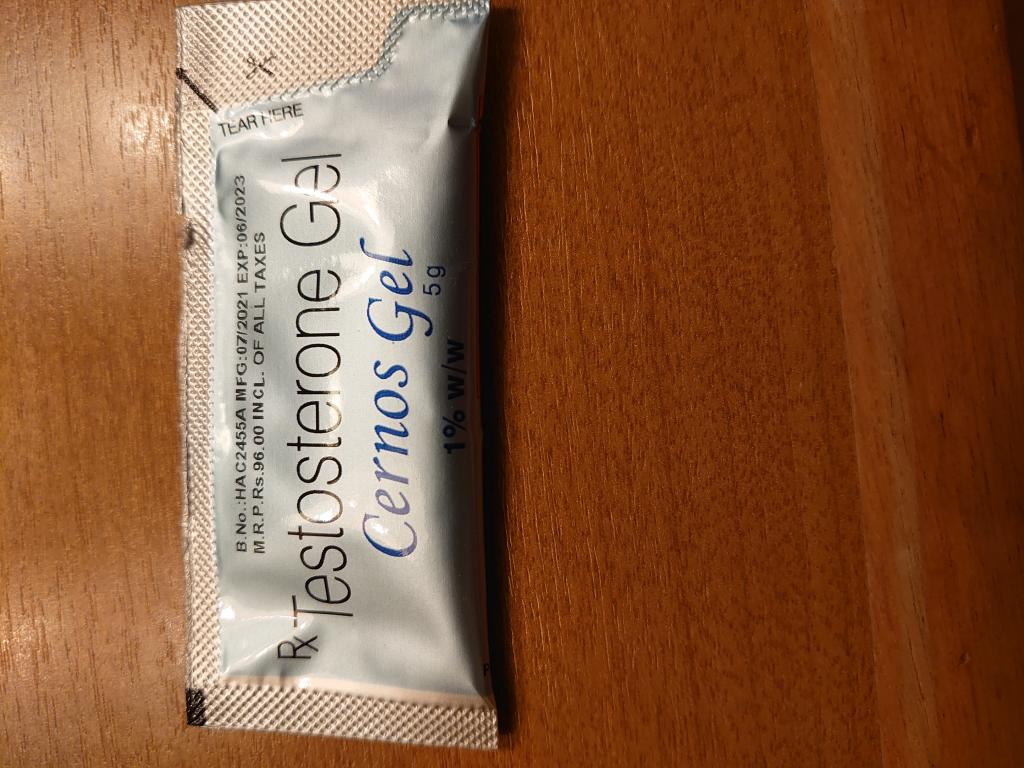 TEAR HERE
B.No.:HAC2455A MFG:07/2021 EXP:06/2023
M.R.P.Rs.96.00 INCL. OF ALL TAXES
Rx Testosterone Gel
Cernos Gel
5 g
1% w/w